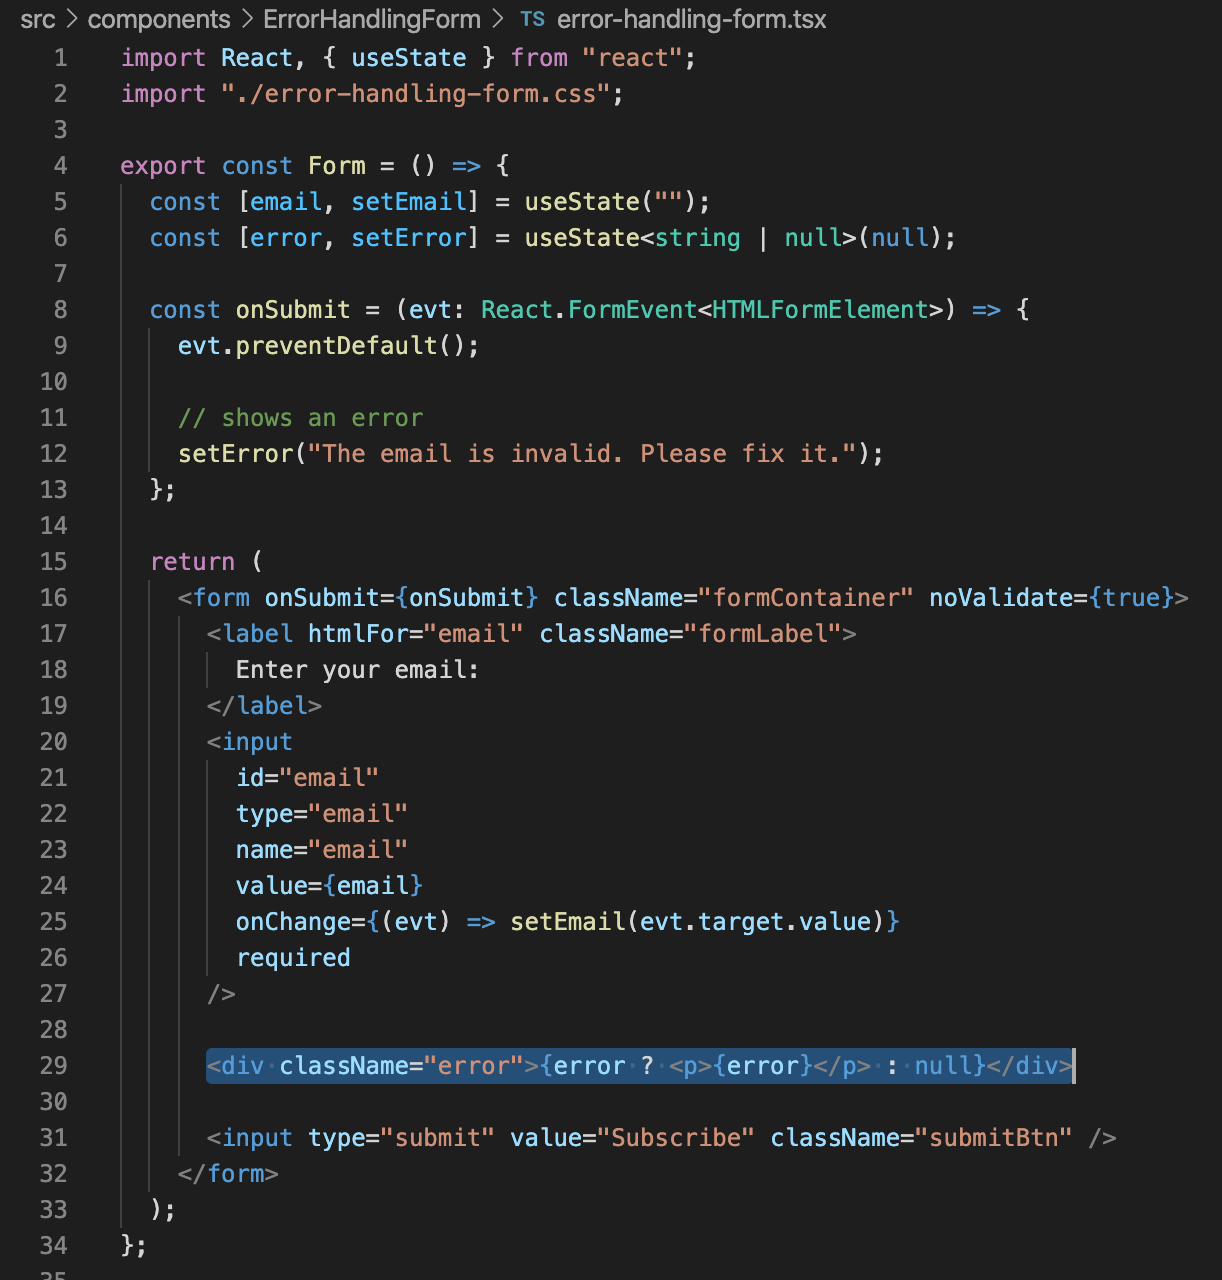 src > components > ErrorHandlingForm > TS error-handling-form.tsx
1 import React, { useState } from "react";
2 import "./error-handling-form.css";
3
4 export const Form = () => {
5 const [email, setEmail] = useState("");
6 const [error, setError] = useState<string | null>(null);
7
8 const onSubmit = (evt: React.FormEvent<HTMLFormElement>) => {
9 evt.preventDefault();
10
11 // shows an error
12 setError("The email is invalid. Please fix it.");
13 };
14
15 return (
16 <form onSubmit={onSubmit} className="formContainer" noValidate={true}>
17 <label htmlFor="email" className="formLabel">
18 Enter your email:
19 </label>
20 <input
21 id="email"
22 type="email"
23 name="email"
24 value={email}
25 onChange={(evt) => setEmail(evt.target.value)}
26 required
27 />
28
29 <div className="error">{error ? <p>{error}</p> : null}</div>
30
31 <input type="submit" value="Subscribe" className="submitBtn" />
32 </form>
33 );
34 };
35